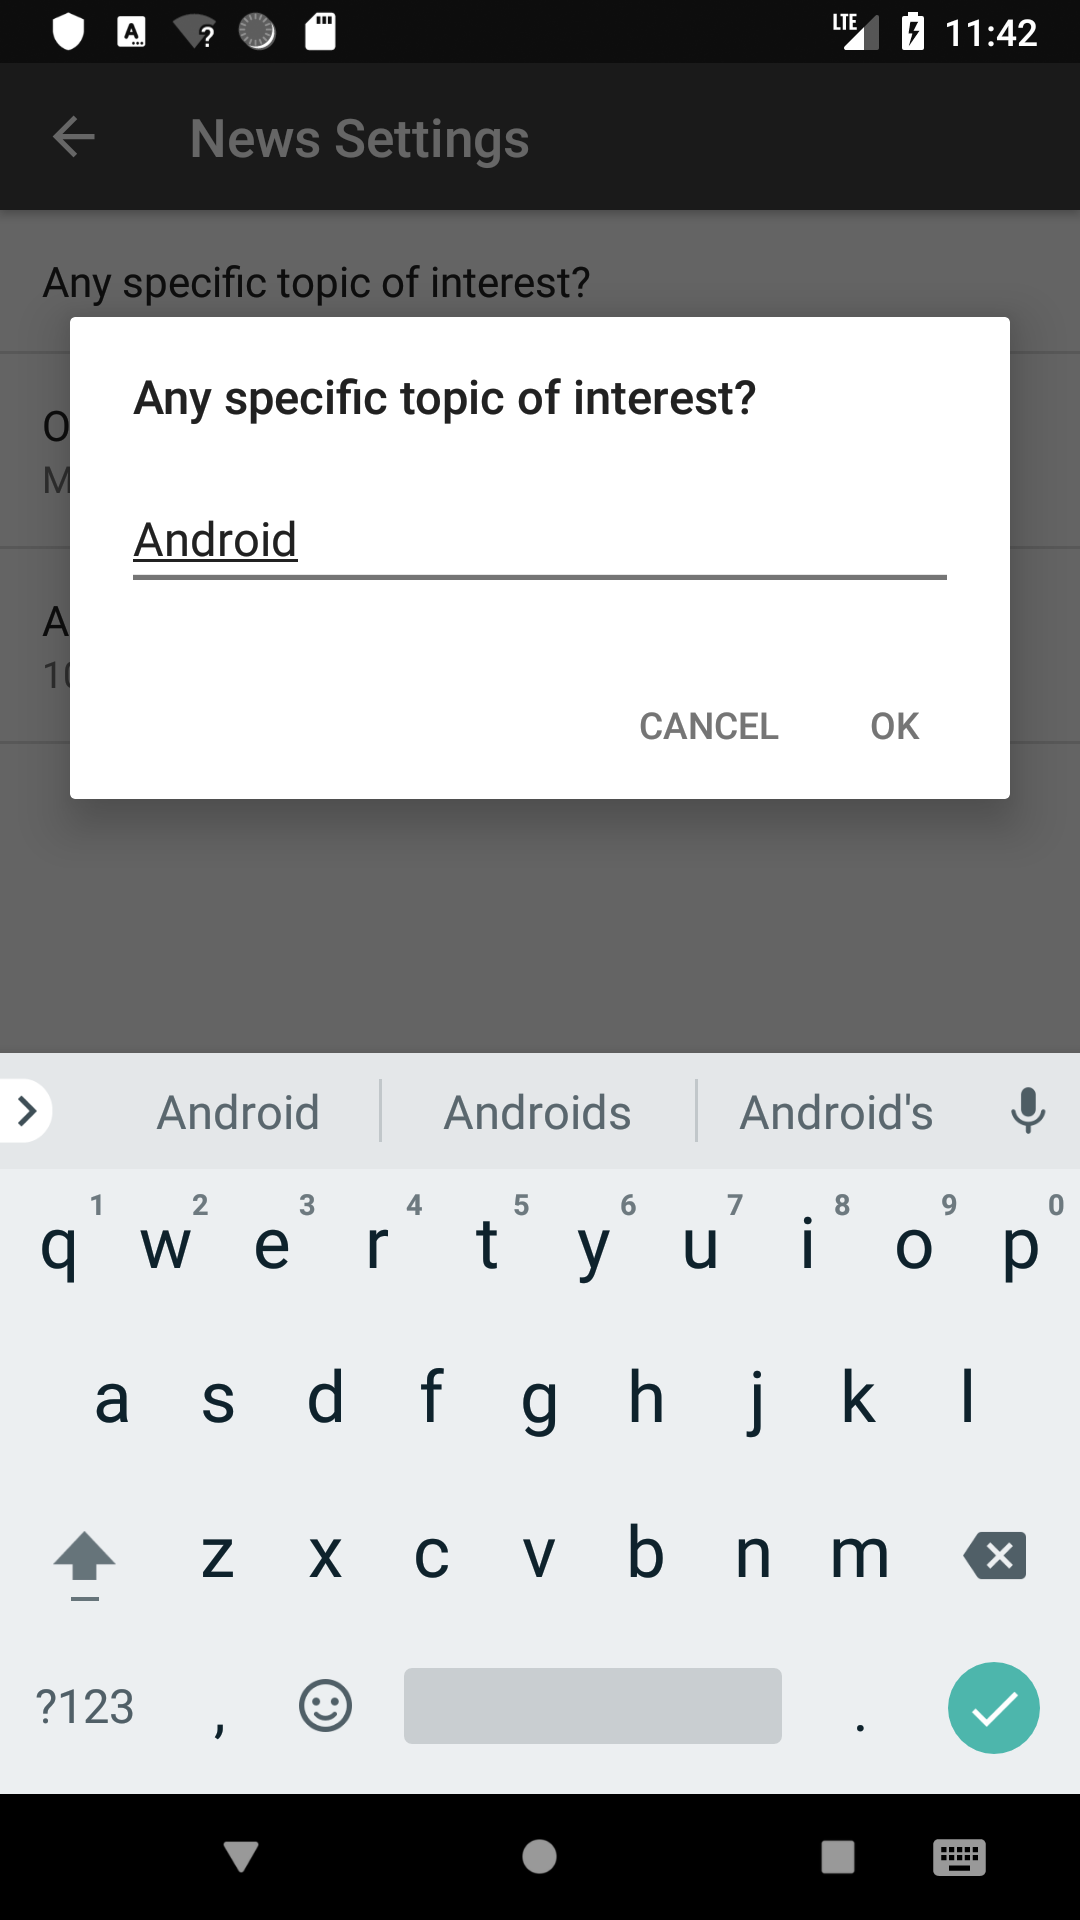 LTE 11:42
News Settings
Any specific topic of interest?
Any specific topic of interest?
O
M
Android
A
10
CANCEL OK
Android Androids Android's
1 2 3 4 5 6 7 8 9 0
q w e r t y u i o p
a s d f g h j k l
z x c v b n m
?123 , .